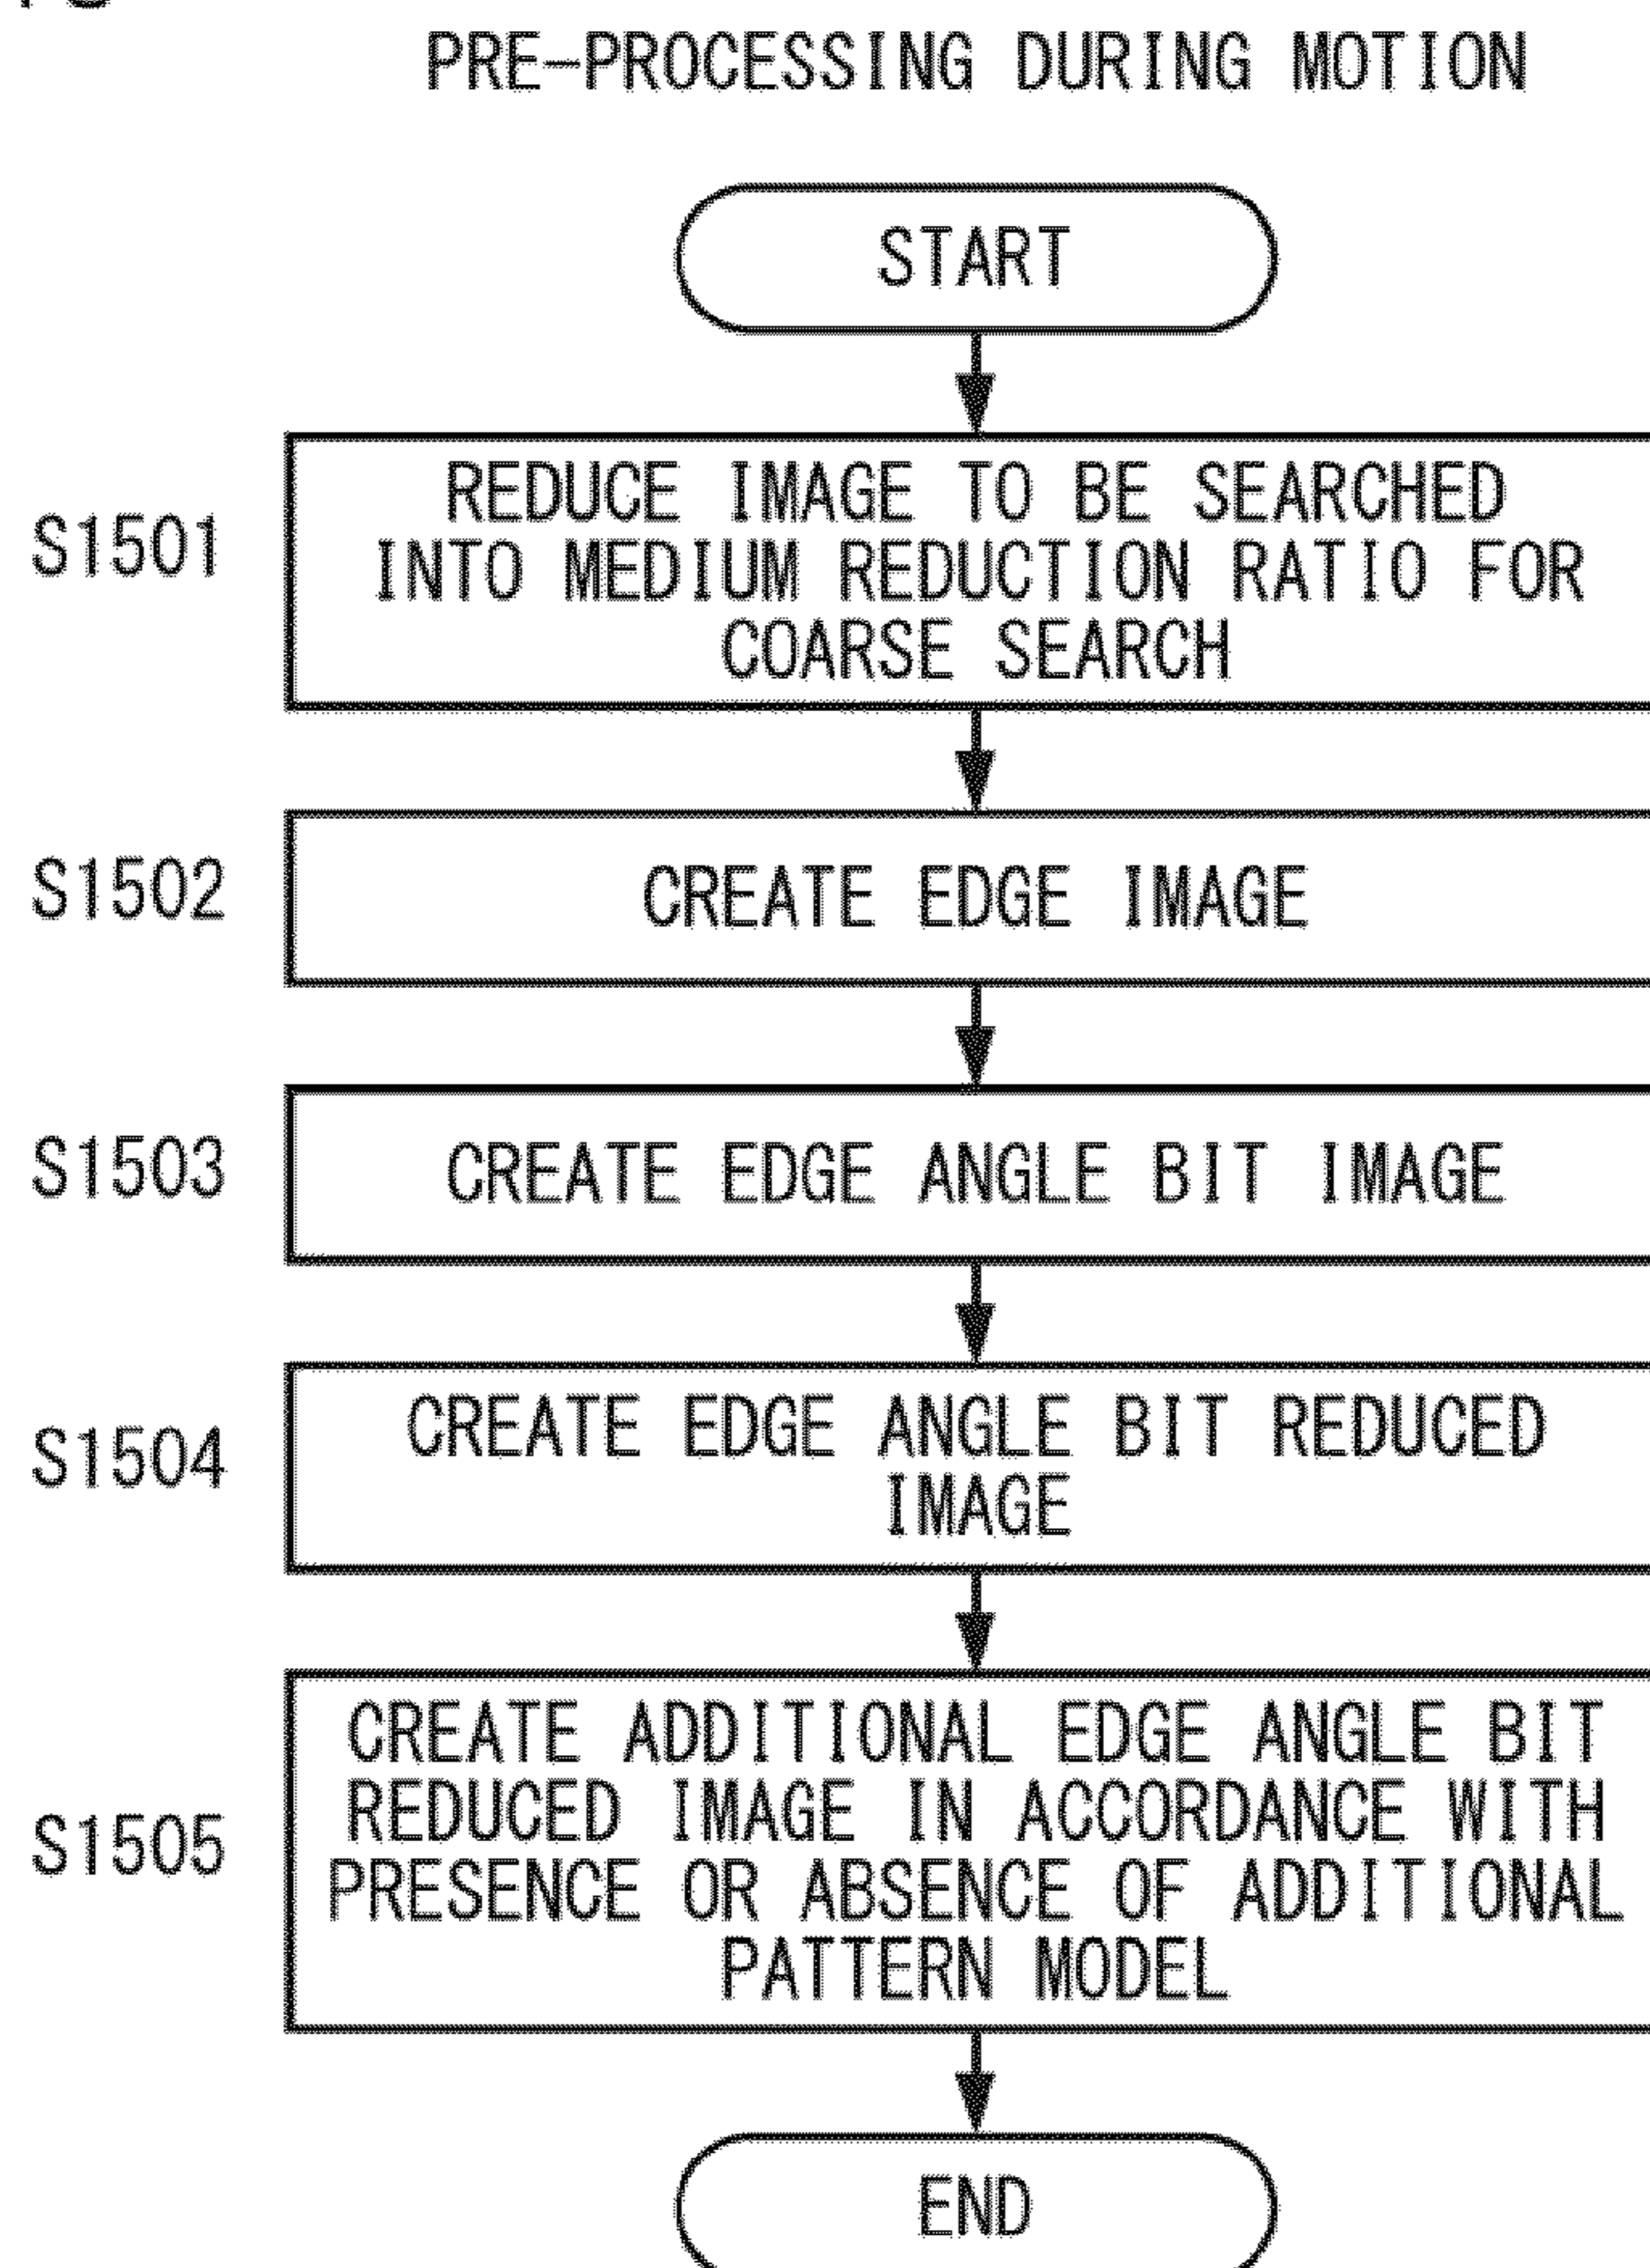 PRE-PROCESSING DURING MOTION
START
S1501
REDUCE IMAGE TO BE SEARCHED
INTO MEDIUM REDUCTION RATIO FOR
COARSE SEARCH
S1502
CREATE EDGE IMAGE
S1503
CREATE EDGE ANGLE BIT IMAGE
S1504
CREATE EDGE ANGLE BIT REDUCED
IMAGE
S1505
CREATE ADDITIONAL EDGE ANGLE BIT
REDUCED IMAGE IN ACCORDANCE WITH
PRESENCE OR ABSENCE OF ADDITIONAL
PATTERN MODEL
END